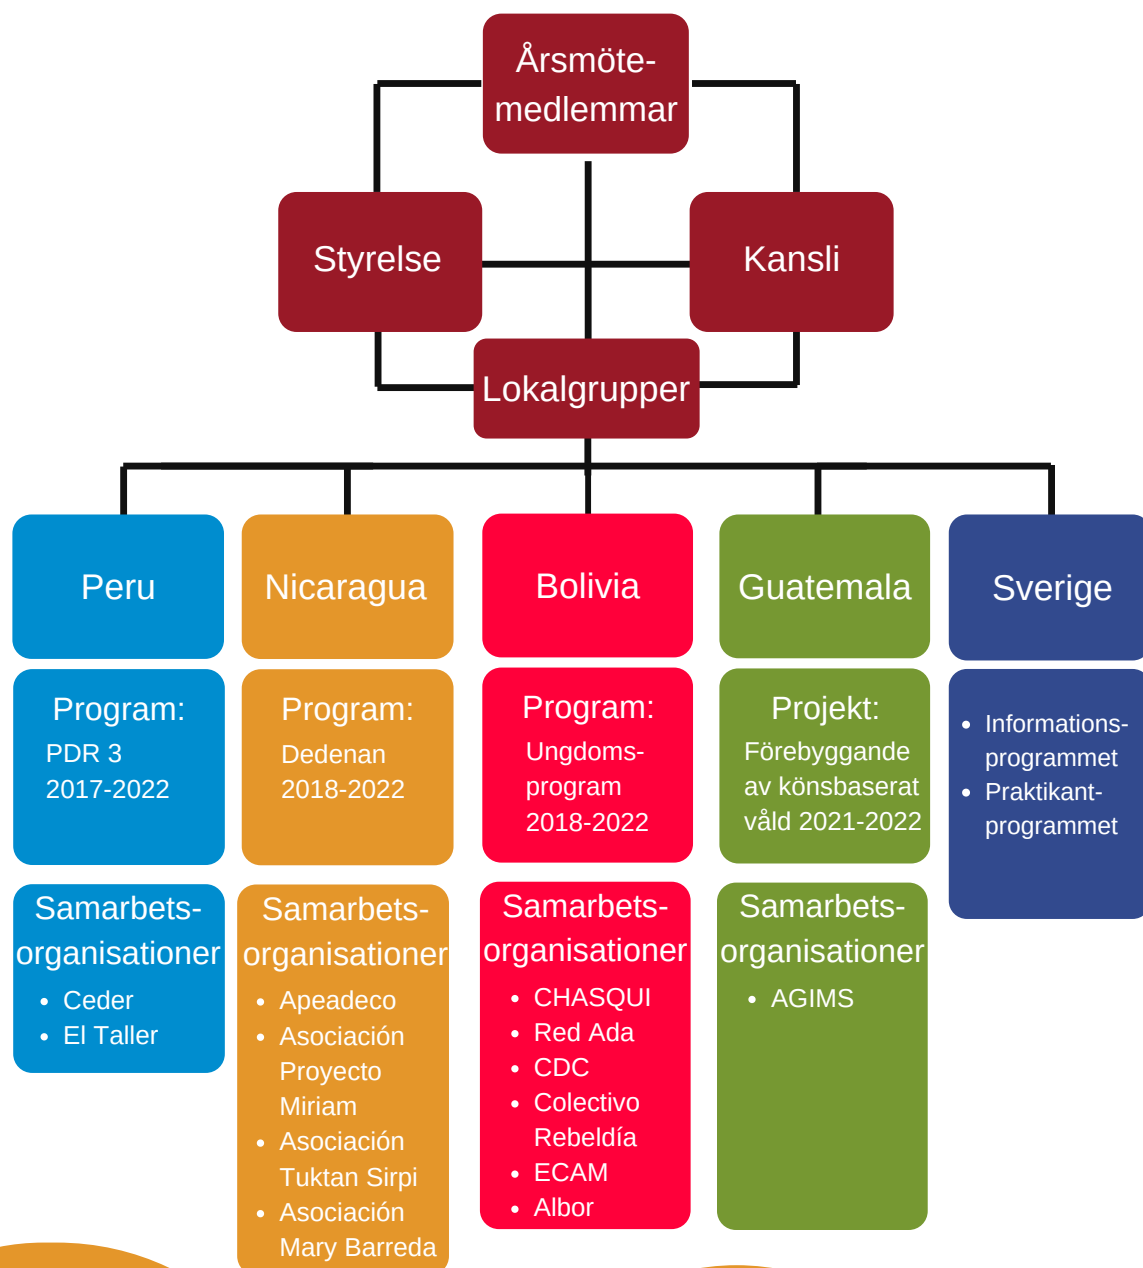 Årsmöte-
medlemmar
Styrelse
Kansli
Lokalgrupper
Peru
Nicaragua
Bolivia
Guatemala
Sverige
Program:
PDR 3
2017-2022
Program:
Dedenan
2018-2022
Program:
Ungdoms-
program
2018-2022
Projekt:
Förebyggande
av könsbaserat
våld 2021-2022
• Informations-
programmet
• Praktikant-
programmet
Samarbets-
organisationer
• Ceder
• El Taller
Samarbets-
organisationer
• Apeadeco
• Asociación
Proyecto
Miriam
• Asociación
Tuktan Sirpi
• Asociación
Mary Barreda
Samarbets-
organisationer
• CHASQUI
• Red Ada
• CDC
• Colectivo
Rebeldía
• ECAM
• Albor
Samarbets-
organisationer
• AGIMS